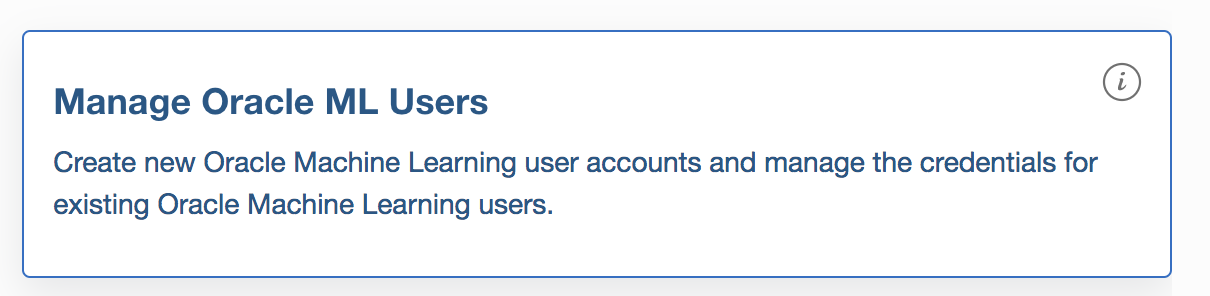 Manage Oracle ML Users
Create new Oracle Machine Learning user accounts and manage the credentials for
existing Oracle Machine Learning users.